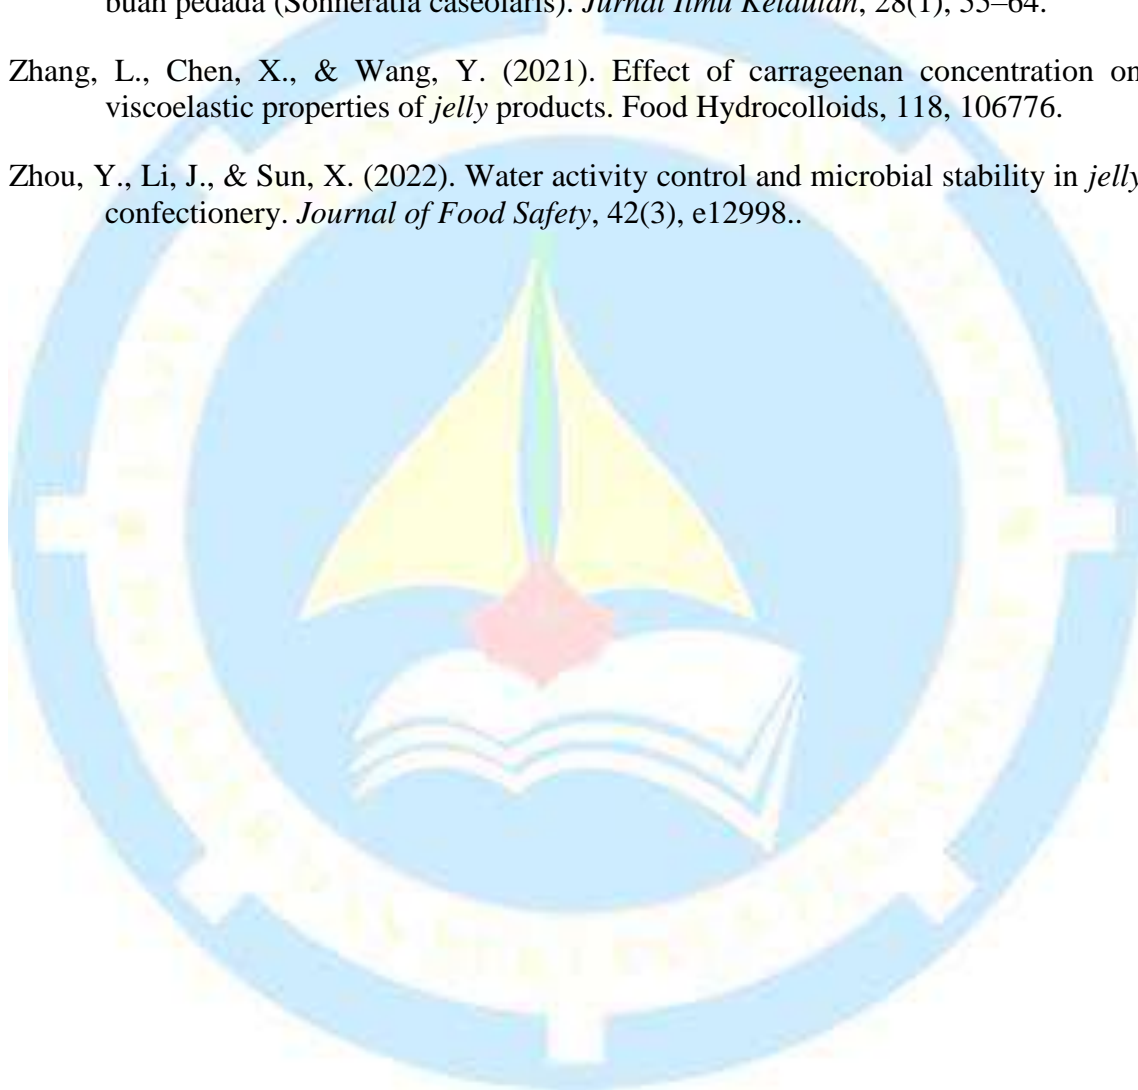 buah pedada (Sonneratia caseolaris). Jurnal Ilmu Kelautan, 28(1), 55–64.
Zhang, L., Chen, X., & Wang, Y. (2021). Effect of carrageenan concentration on
viscoelastic properties of jelly products. Food Hydrocolloids, 118, 106776.
Zhou, Y., Li, J., & Sun, X. (2022). Water activity control and microbial stability in jelly
confectionery. Journal of Food Safety, 42(3), e12998..